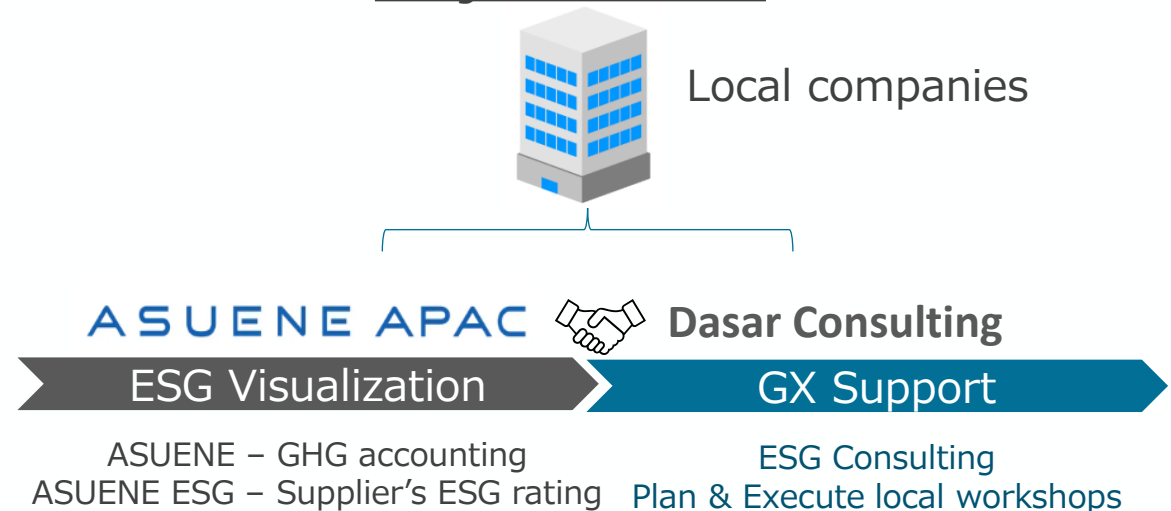 Local companies
ASUENE APAC
Dasar Consulting
ESG Visualization
GX Support
ASUENE – GHG accounting
ASUENE ESG – Supplier's ESG rating
ESG Consulting
Plan & Execute local workshops